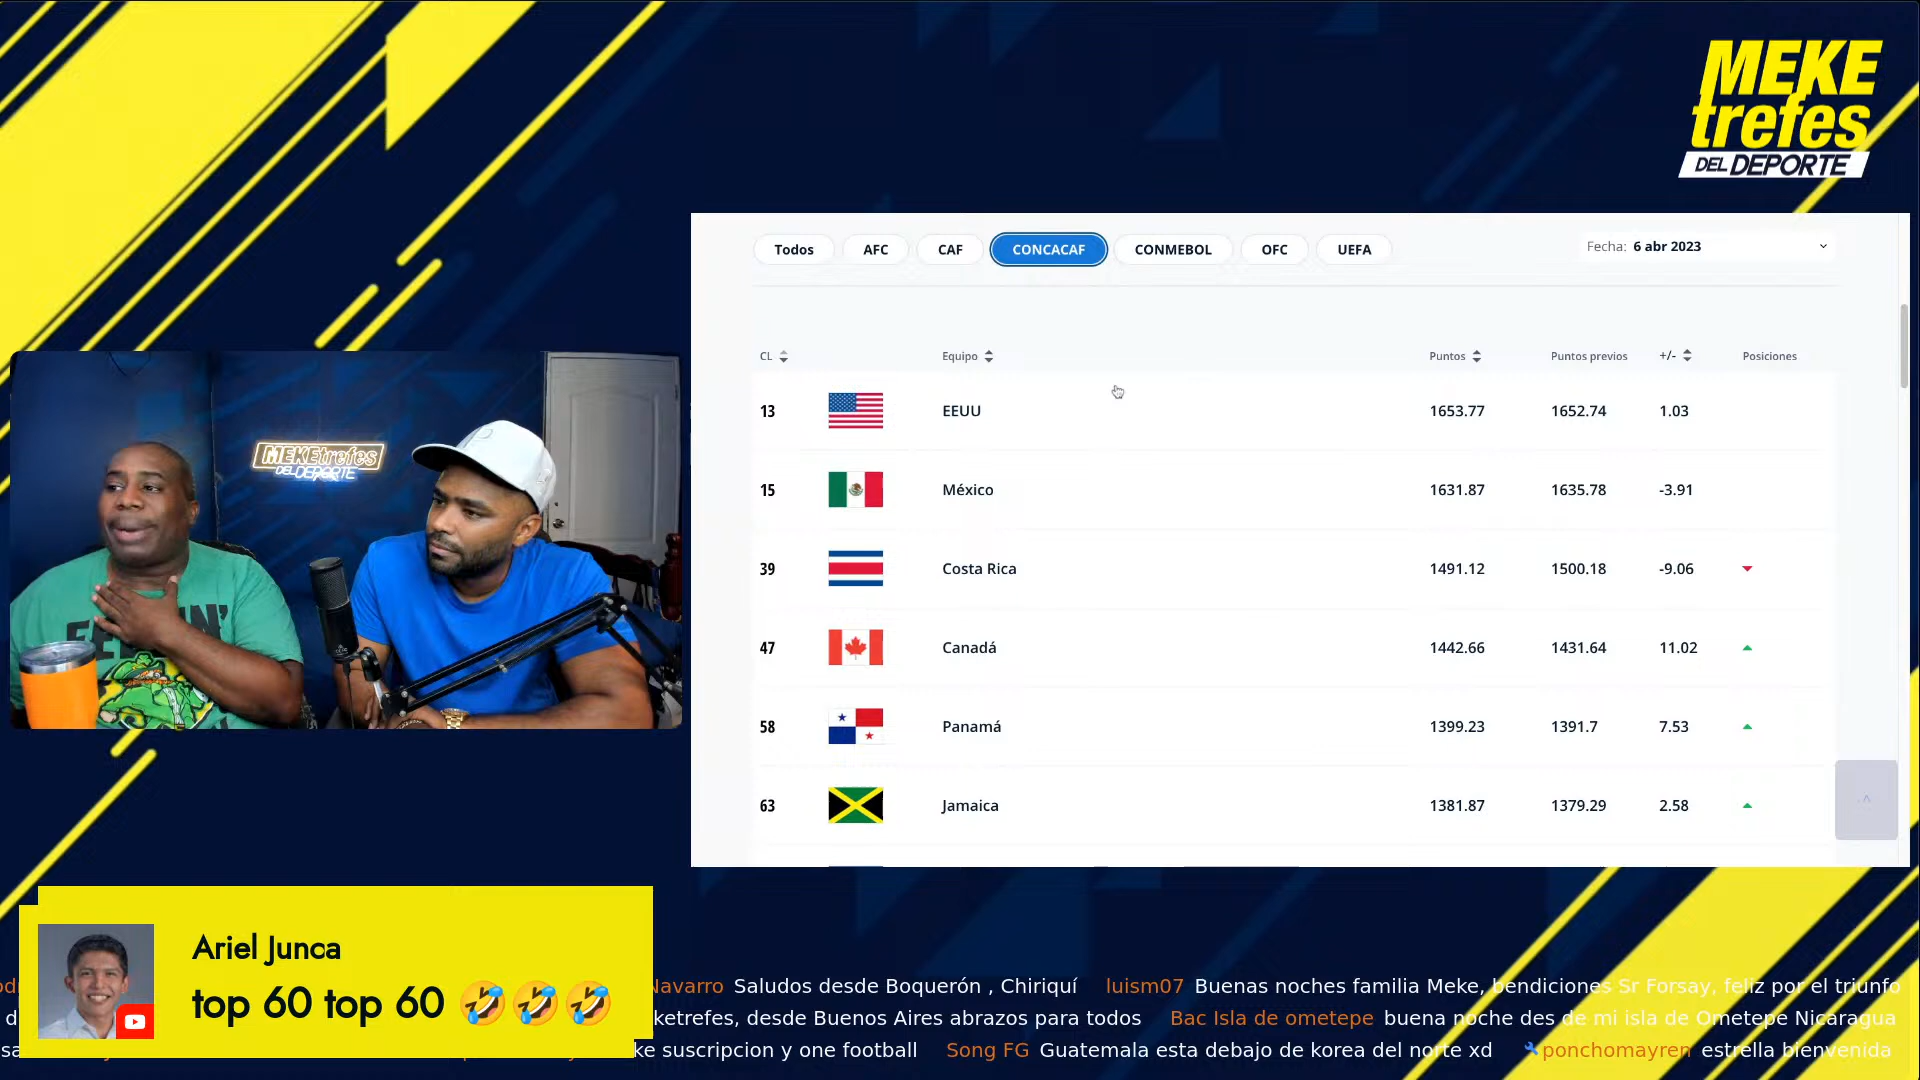 MEKE
trefes
DEL DEPORTE
Todos AFC CAF CONCACAF CONMEBOL OFC UEFA Fecha: 6 abr 2023
CL Equipo Puntos Puntos previos +/- Posiciones
13 EEUU 1653.77 1652.74 1.03
15 México 1631.87 1635.78 -3.91
39 Costa Rica 1491.12 1500.18 -9.06
47 Canadá 1442.66 1431.64 11.02
58 Panamá 1399.23 1391.7 7.53
63 Jamaica 1381.87 1379.29 2.58
MEKEtrefes
DEL DEPORTE
Ariel Junca
top 60 top 60 🤣🤣🤣
Navarro Saludos desde Boquerón , Chiriquí luism07 Buenas noches familia Meke, bendiciones Sr Forsay, feliz por el triunfo
ketrefes, desde Buenos Aires abrazos para todos Bac Isla de ometepe buena noche des de mi isla de Ometepe Nicaragua
ke suscripcion y one football Song FG Guatemala esta debajo de korea del norte xd ponchomayren estrella bienvenida